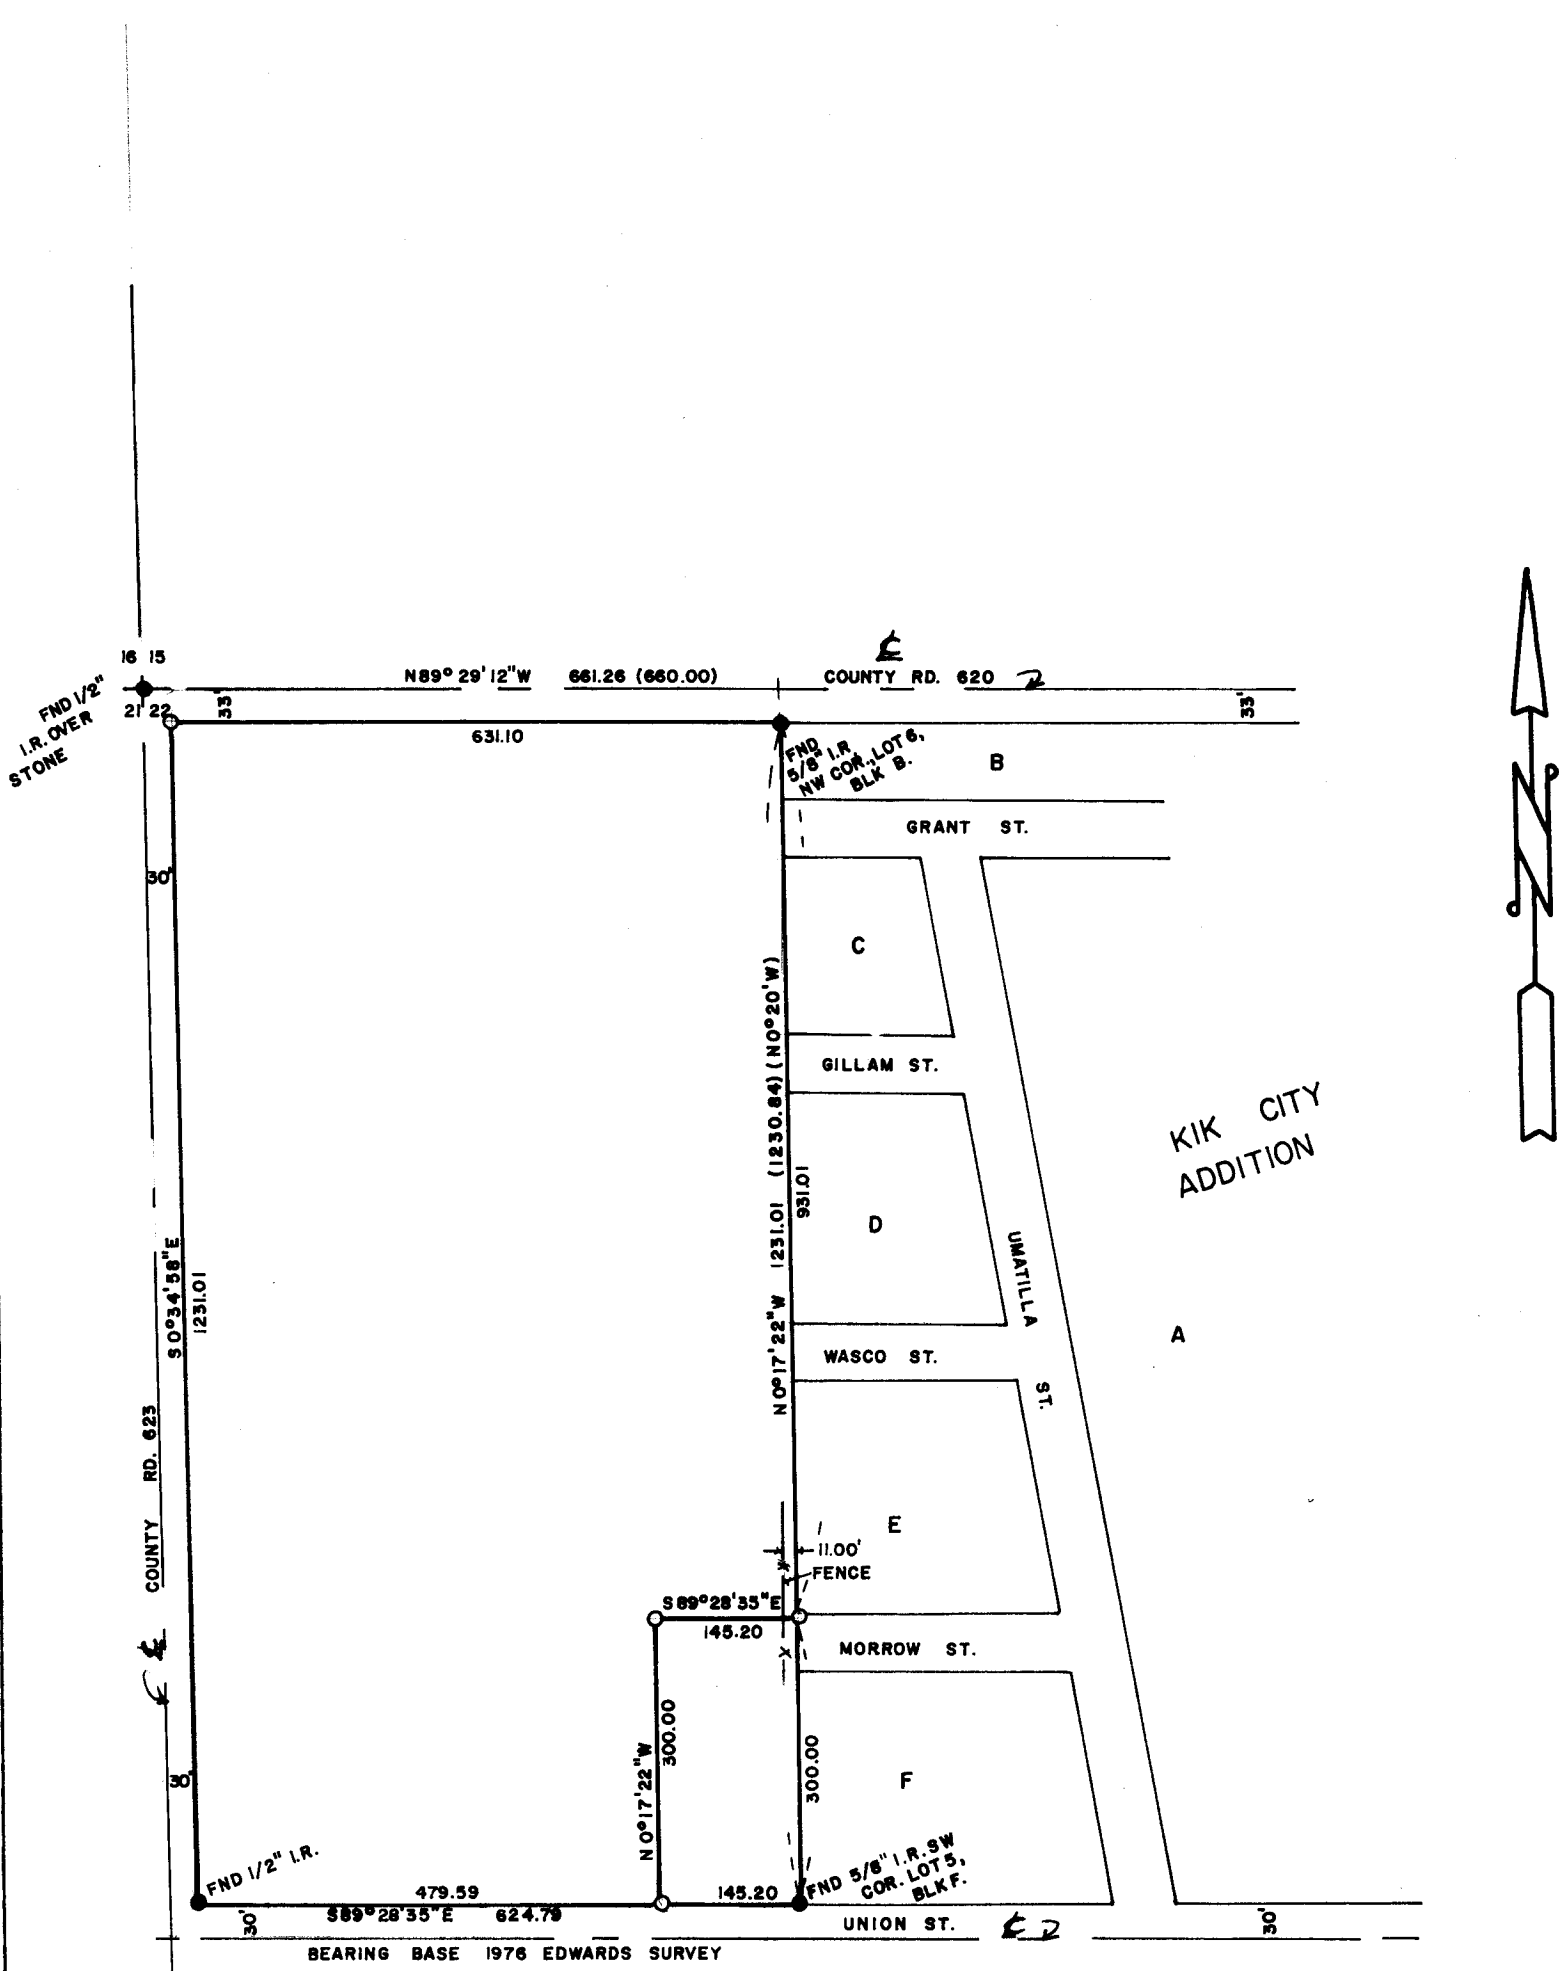 16 15
21 22
FND 1/2"
I.R. OVER
STONE
N89° 29' 12"W 661.26 (660.00)
℄
COUNTY RD. 620
33'
33'
631.10
FND
5/8" I.R.
NW COR., LOT 6,
BLK B.
B
GRANT ST.
30'
C
N0°17'22"W 1231.01 (1230.84) (N0°20'W)
GILLAM ST.
KIK CITY
ADDITION
931.01
D
UMATILLA ST.
S0°34'58"E
1231.01
A
WASCO ST.
COUNTY RD. 623
℄
E
11.00'
FENCE
S89°28'35"E
145.20
MORROW ST.
N0°17'22"W
300.00
300.00
F
30'
FND 1/2" I.R.
FND 5/8" I.R. SW
COR. LOT 5,
BLK F.
479.59
145.20
S89°28'35"E 624.79
30'
UNION ST.
℄
30'
BEARING BASE 1976 EDWARDS SURVEY
N